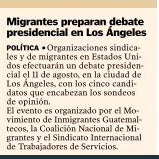 Migrantes preparan debate
presidencial en Los Ángeles
POLÍTICA • Organizaciones sindica-
les y de migrantes en Estados Uni-
dos efectuarán un debate presiden-
cial el 11 de agosto, en la ciudad de
Los Ángeles, con los cinco candi-
datos que encabezan los sondeos
de opinión.
El evento es organizado por el Mo-
vimiento de Inmigrantes Guatemal-
tecos, la Coalición Nacional de Mi-
grantes y el Sindicato Internacional
de Trabajadores de Servicios.